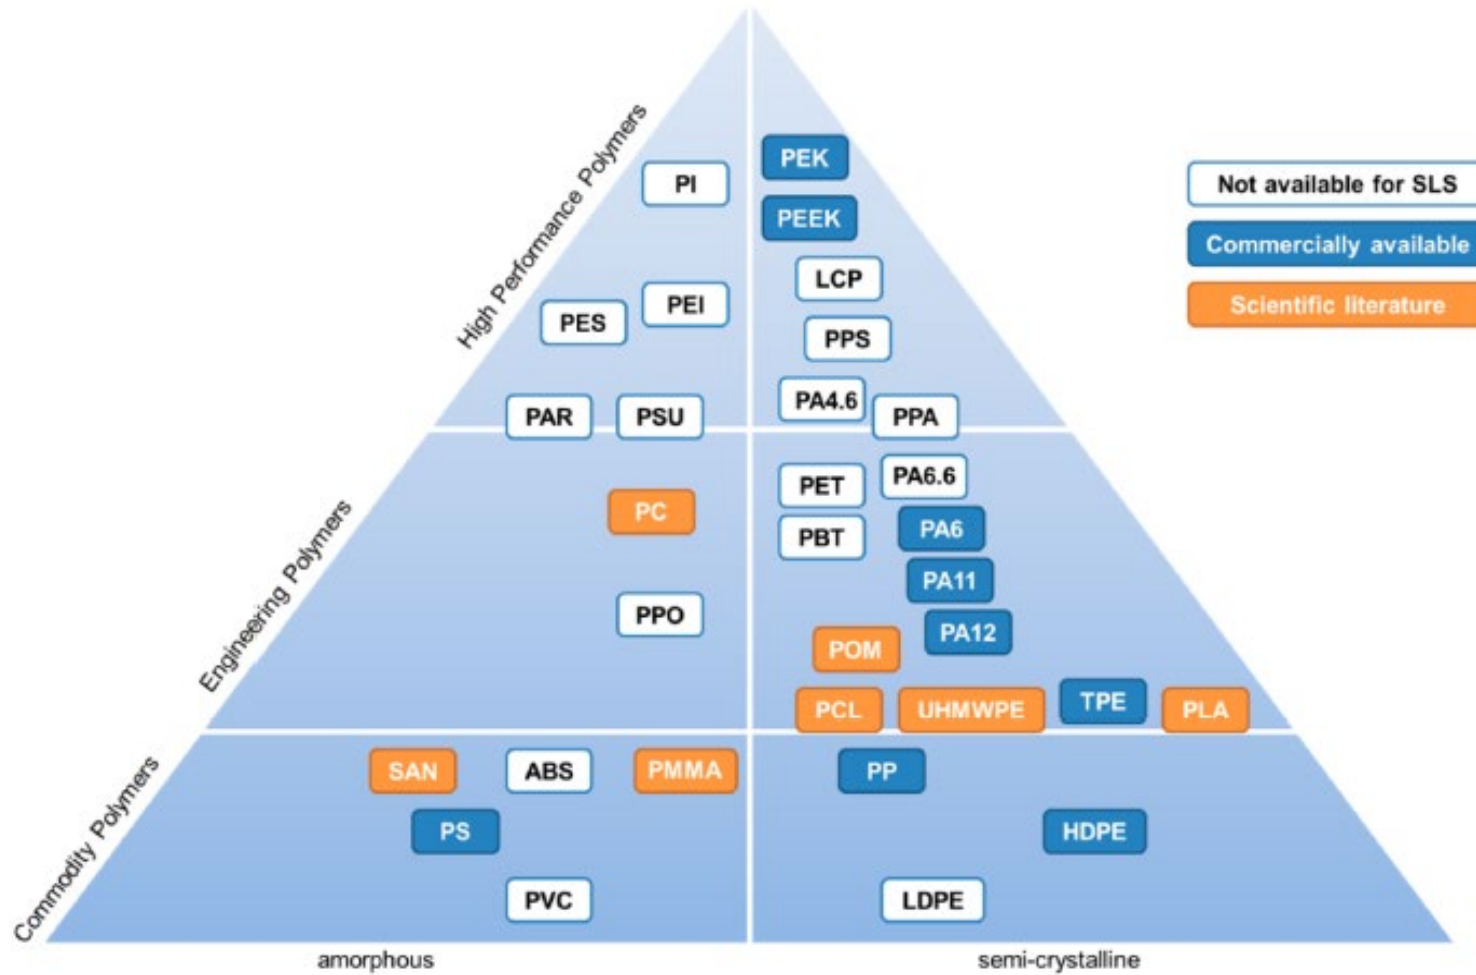 High Performance Polymers
PI
PEK
PEEK
LCP
PES
PEI
PPS
PA4.6
PAR
PSU
PPA
Not available for SLS
Commercially available
Scientific literature
Engineering Polymers
PC
PET
PA6.6
PBT
PA6
PA11
PPO
PA12
POM
PCL
UHMWPE
TPE
PLA
Commodity Polymers
SAN
ABS
PMMA
PP
PS
HDPE
PVC
LDPE
amorphous
semi-crystalline